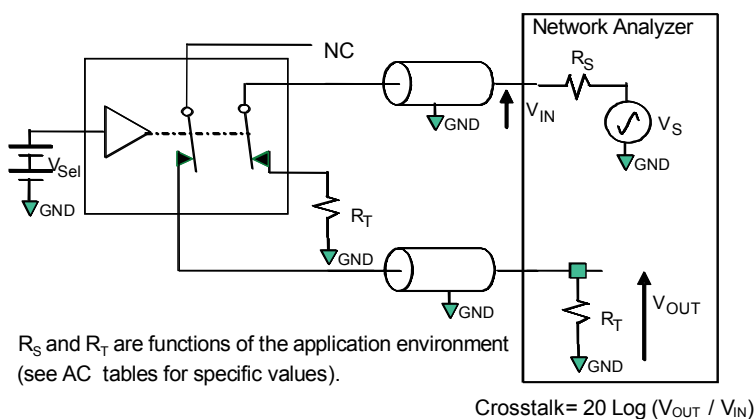 Network Analyzer
NC
R_S
GND
V_IN
V_S
GND
V_Sel
GND
R_T
GND
GND
R_T
V_OUT
GND
R_S and R_T are functions of the application environment
(see AC tables for specific values).
Crosstalk= 20 Log (V_OUT / V_IN)